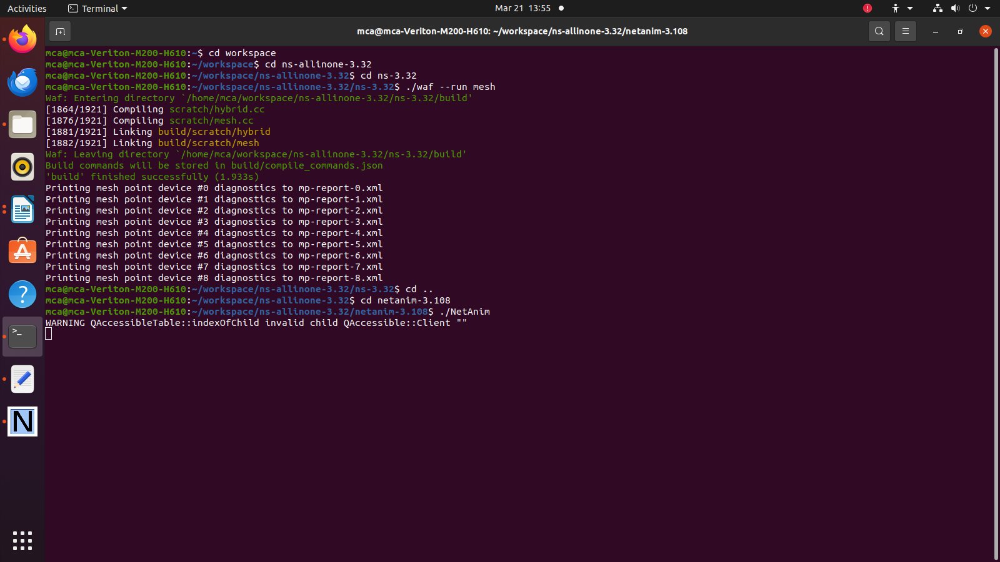 Activities
Terminal
Mar 21 13:55
mca@mca-Veriton-M200-H610: ~/workspace/ns-allinone-3.32/netanim-3.108
mca@mca-Veriton-M200-H610:~$ cd workspace
mca@mca-Veriton-M200-H610:~/workspace$ cd ns-allinone-3.32
mca@mca-Veriton-M200-H610:~/workspace/ns-allinone-3.32$ cd ns-3.32
mca@mca-Veriton-M200-H610:~/workspace/ns-allinone-3.32/ns-3.32$ ./waf --run mesh
Waf: Entering directory `/home/mca/workspace/ns-allinone-3.32/ns-3.32/build'
[1864/1921] Compiling scratch/hybrid.cc
[1876/1921] Compiling scratch/mesh.cc
[1881/1921] Linking build/scratch/hybrid
[1882/1921] Linking build/scratch/mesh
Waf: Leaving directory `/home/mca/workspace/ns-allinone-3.32/ns-3.32/build'
Build commands will be stored in build/compile_commands.json
'build' finished successfully (1.933s)
Printing mesh point device #0 diagnostics to mp-report-0.xml
Printing mesh point device #1 diagnostics to mp-report-1.xml
Printing mesh point device #2 diagnostics to mp-report-2.xml
Printing mesh point device #3 diagnostics to mp-report-3.xml
Printing mesh point device #4 diagnostics to mp-report-4.xml
Printing mesh point device #5 diagnostics to mp-report-5.xml
Printing mesh point device #6 diagnostics to mp-report-6.xml
Printing mesh point device #7 diagnostics to mp-report-7.xml
Printing mesh point device #8 diagnostics to mp-report-8.xml
mca@mca-Veriton-M200-H610:~/workspace/ns-allinone-3.32/ns-3.32$ cd ..
mca@mca-Veriton-M200-H610:~/workspace/ns-allinone-3.32$ cd netanim-3.108
mca@mca-Veriton-M200-H610:~/workspace/ns-allinone-3.32/netanim-3.108$ ./NetAnim
WARNING QAccessibleTable::indexOfChild invalid child QAccessible::Client ""
N